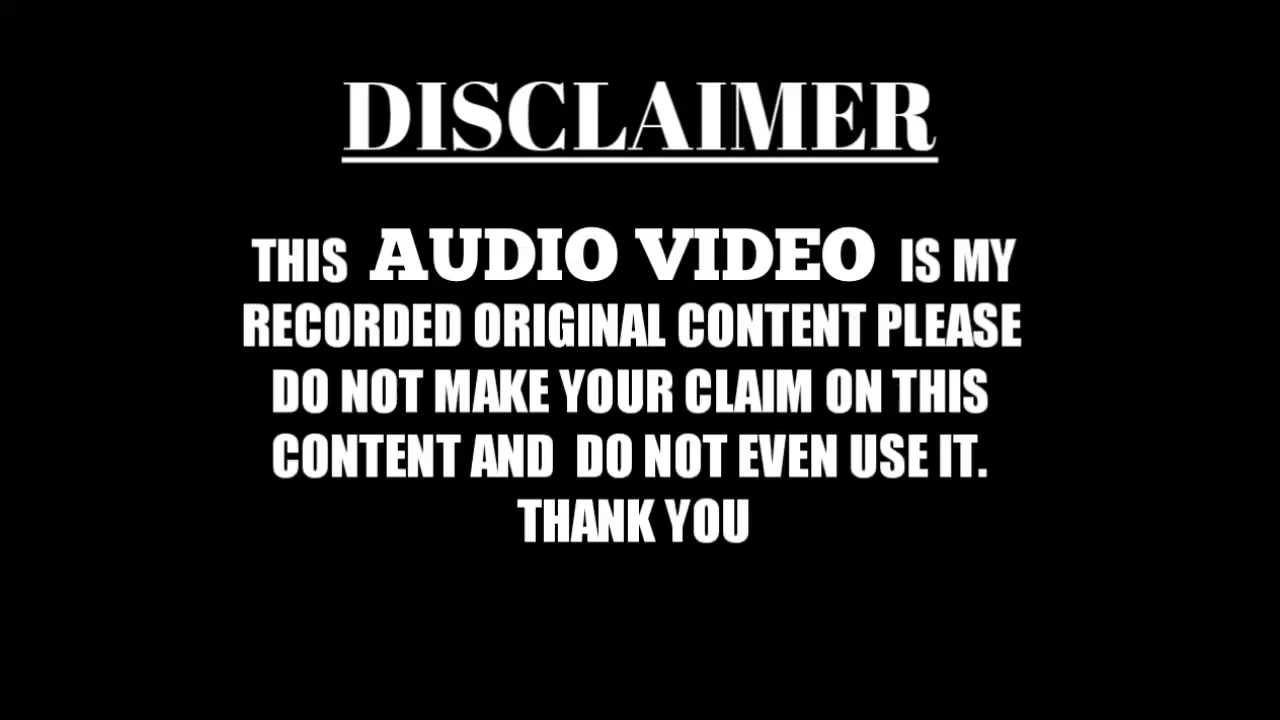 DISCLAIMER
THIS AUDIO VIDEO IS MY
RECORDED ORIGINAL CONTENT PLEASE
DO NOT MAKE YOUR CLAIM ON THIS
CONTENT AND DO NOT EVEN USE IT.
THANK YOU